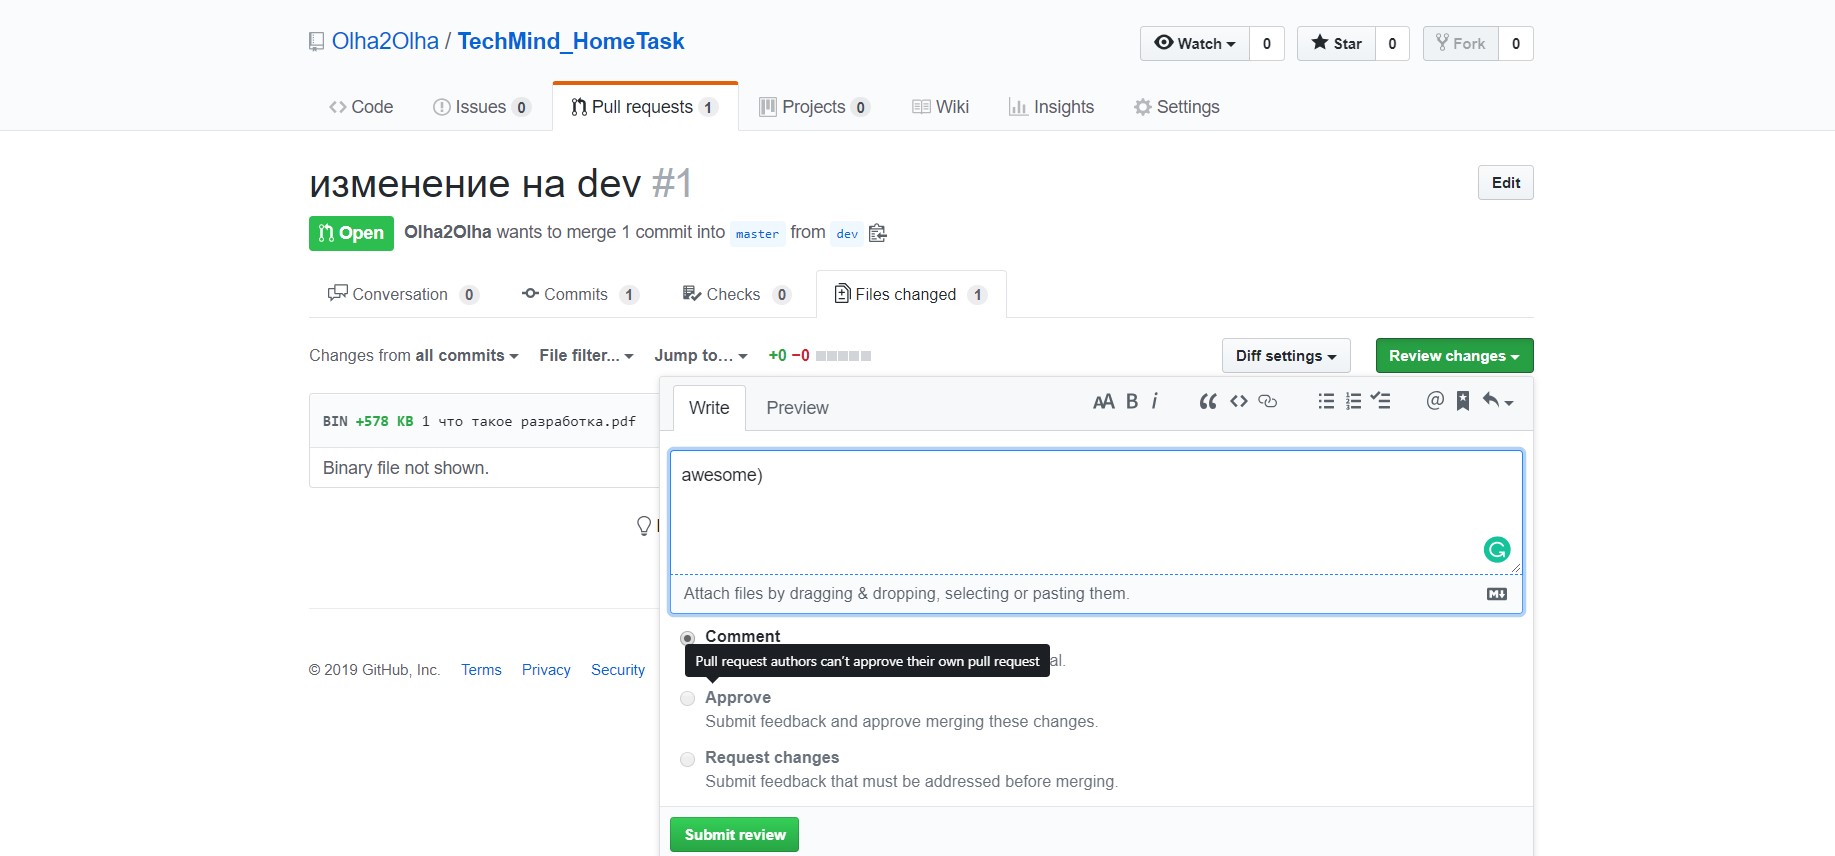 Olha2Olha / TechMind_HomeTask
Watch 0 Star 0 Fork 0
Code Issues 0 Pull requests 1 Projects 0 Wiki Insights Settings
изменение на dev #1
Edit
Open Olha2Olha wants to merge 1 commit into master from dev
Conversation 0 Commits 1 Checks 0 Files changed 1
Changes from all commits File filter... Jump to... +0 −0 Diff settings Review changes
Write Preview AA B i
BIN +578 KB 1 что такое разработка.pdf
Binary file not shown.
awesome)
Attach files by dragging & dropping, selecting or pasting them.
Comment
Pull request authors can't approve their own pull request al.
Approve
Submit feedback and approve merging these changes.
Request changes
Submit feedback that must be addressed before merging.
Submit review
© 2019 GitHub, Inc. Terms Privacy Security